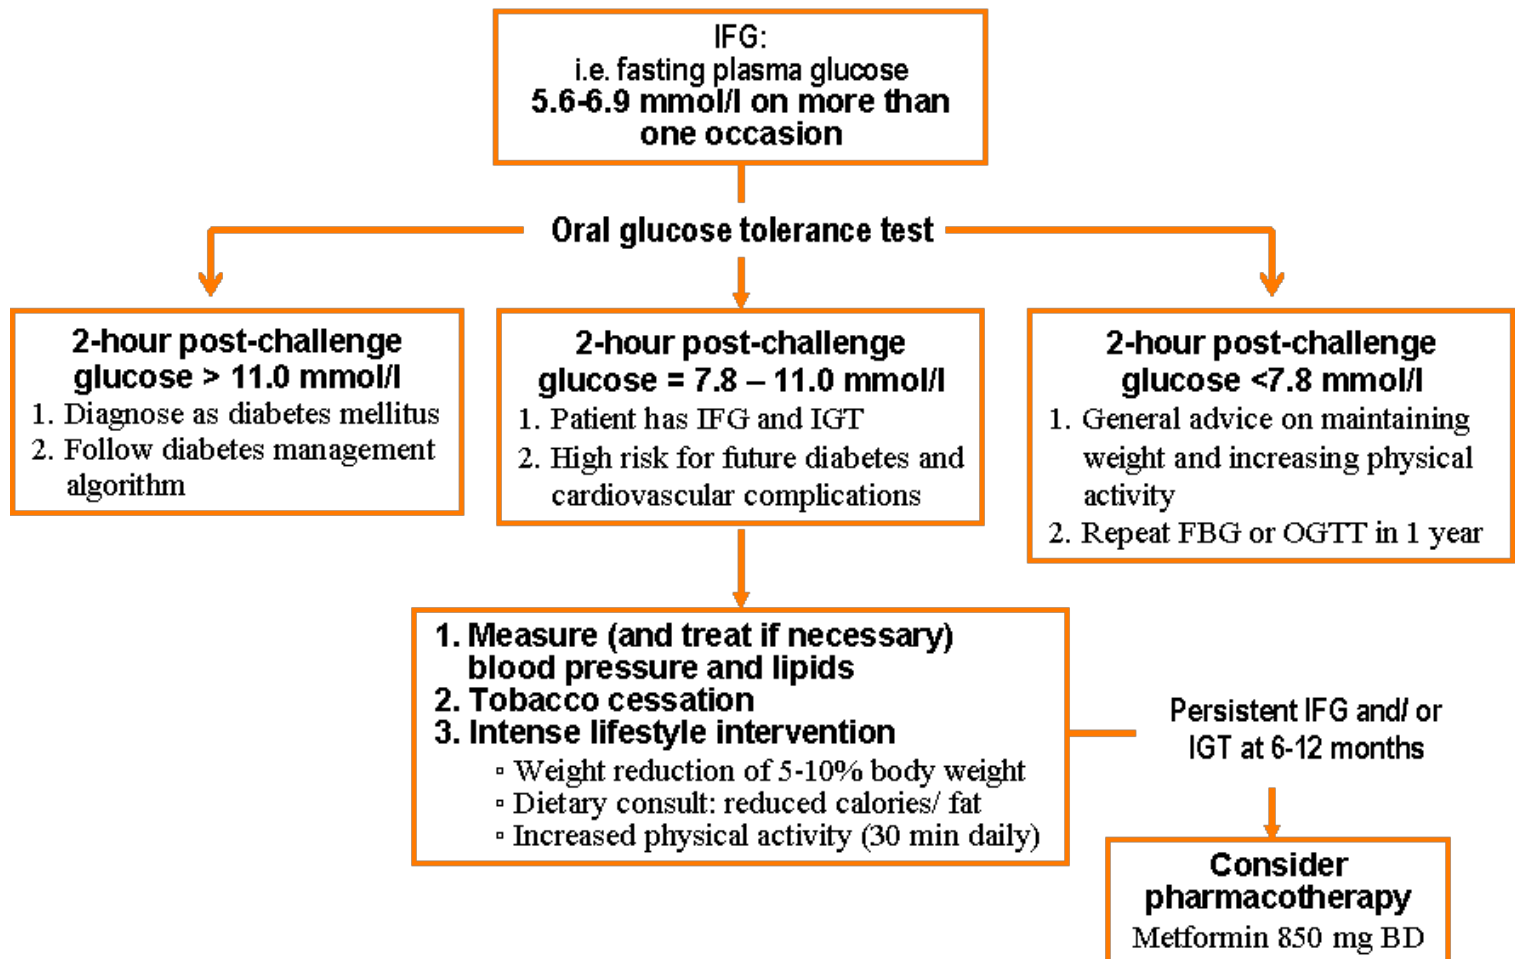 IFG:
i.e. fasting plasma glucose
5.6-6.9 mmol/l on more than
one occasion
Oral glucose tolerance test
2-hour post-challenge
glucose > 11.0 mmol/l
1. Diagnose as diabetes mellitus
2. Follow diabetes management
algorithm
2-hour post-challenge
glucose = 7.8 – 11.0 mmol/l
1. Patient has IFG and IGT
2. High risk for future diabetes and
cardiovascular complications
2-hour post-challenge
glucose <7.8 mmol/l
1. General advice on maintaining
weight and increasing physical
activity
2. Repeat FBG or OGTT in 1 year
1. Measure (and treat if necessary)
blood pressure and lipids
2. Tobacco cessation
3. Intense lifestyle intervention
▫ Weight reduction of 5-10% body weight
▫ Dietary consult: reduced calories/ fat
▫ Increased physical activity (30 min daily)
Persistent IFG and/ or
IGT at 6-12 months
Consider
pharmacotherapy
Metformin 850 mg BD